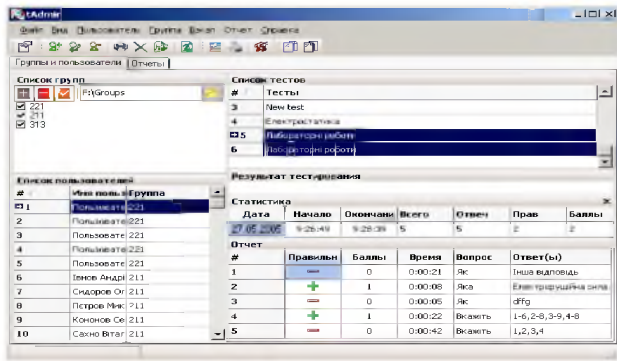 tAdmin
Файл Вид Пользователи Группа Бэкап Отчет Справка
Группы и пользователи Отчеты
Список групп
F:\Groups
221
211
313
Список тестов
# Тесты
3 New test
4 Електростатика
5 Лабораторні роботи
6 Лабораторні роботи
Список пользователей
# Имя польз Группа
1 Пользовате 221
2 Пользовате 221
3 Пользовате 221
4 Пользовате 221
5 Пользовате 221
6 Іванов Андрі 211
7 Сидоров Ол 211
8 Петров Мик 211
9 Кононов Се 211
10 Сахно Віта 211
Результат тестирования
Статистика
Дата Начало Окончани Всего Отвеч Прав Баллы
27.05.2005 9:26:49 9:28:39 5 5 2 2
Отчет
# Правильн Баллы Время Вопрос Ответ(ы)
1 0 0:00:21 Як Інша відповідь
2 1 0:00:08 Яка Електрорушійна сила
3 0 0:00:05 Як dffg
4 1 0:00:22 Вкажіть 1-6,2-8,3-9,4-8
5 0 0:00:42 Вкажіть 1,2,3,4